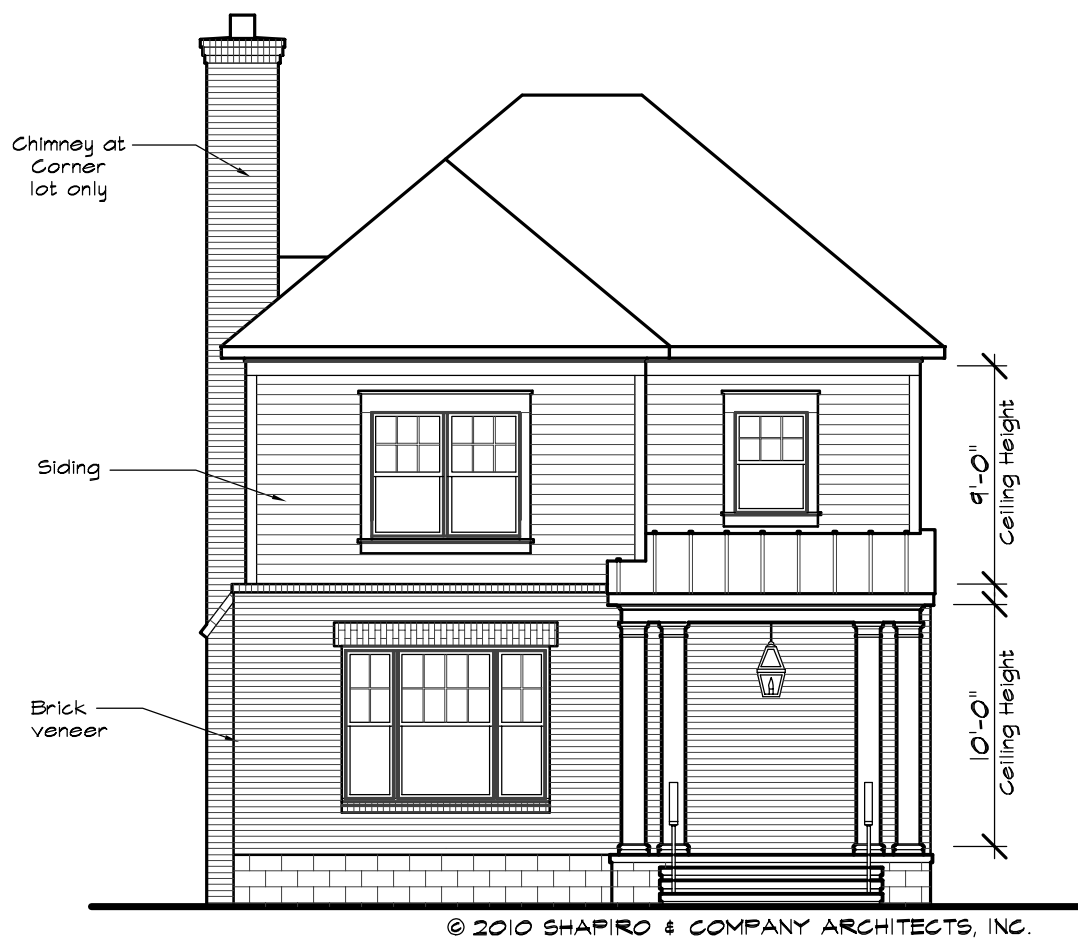 Chimney at
Corner
lot only
Siding
9'-0"
Ceiling Height
10'-0"
Ceiling Height
Brick
veneer
© 2010 SHAPIRO & COMPANY ARCHITECTS, INC.